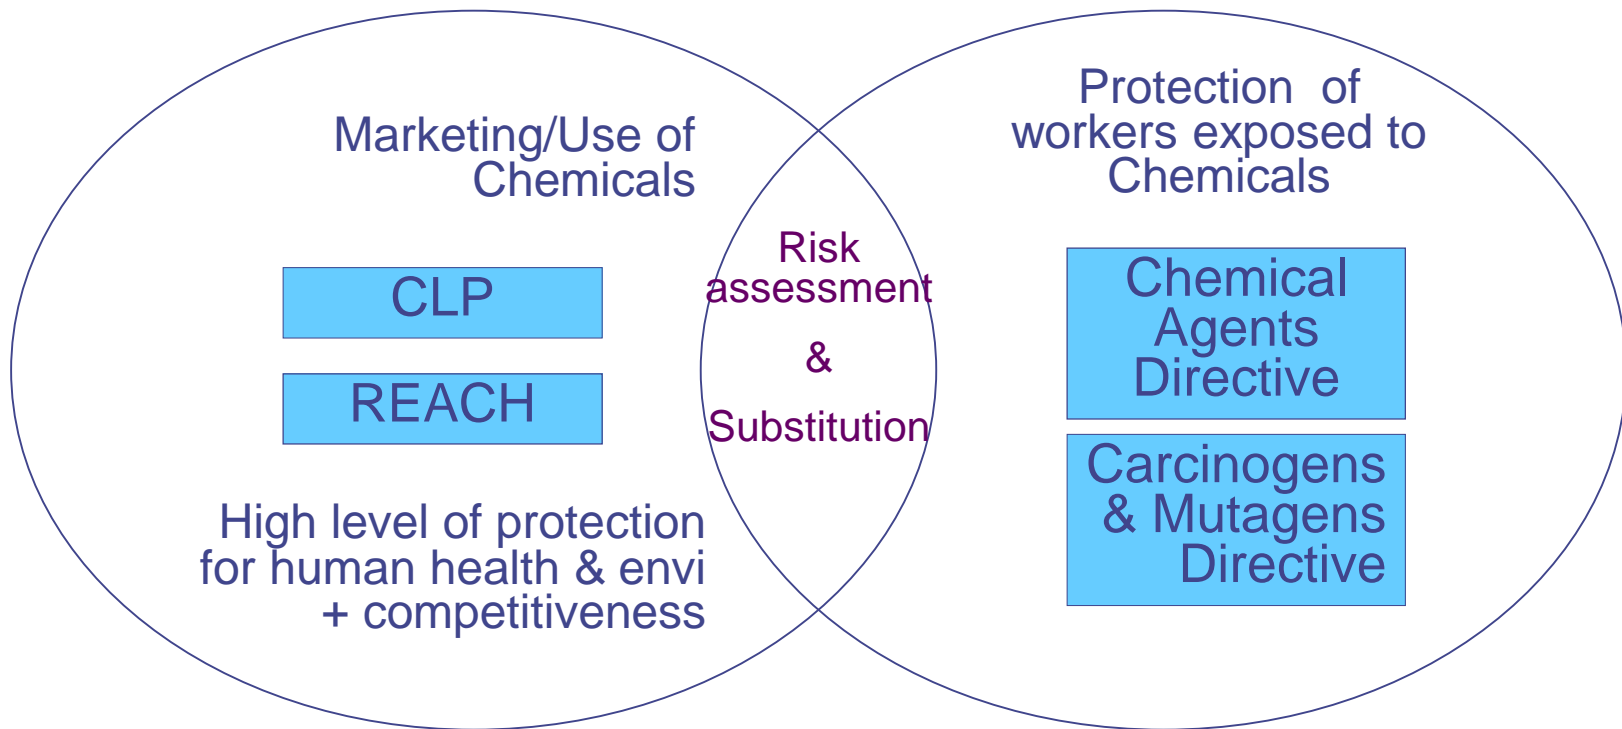 Marketing/Use of
Chemicals
CLP
REACH
High level of protection
for human health & envi
+ competitiveness
Risk
assessment
&
Substitution
Protection of
workers exposed to
Chemicals
Chemical
Agents
Directive
Carcinogens
& Mutagens
Directive